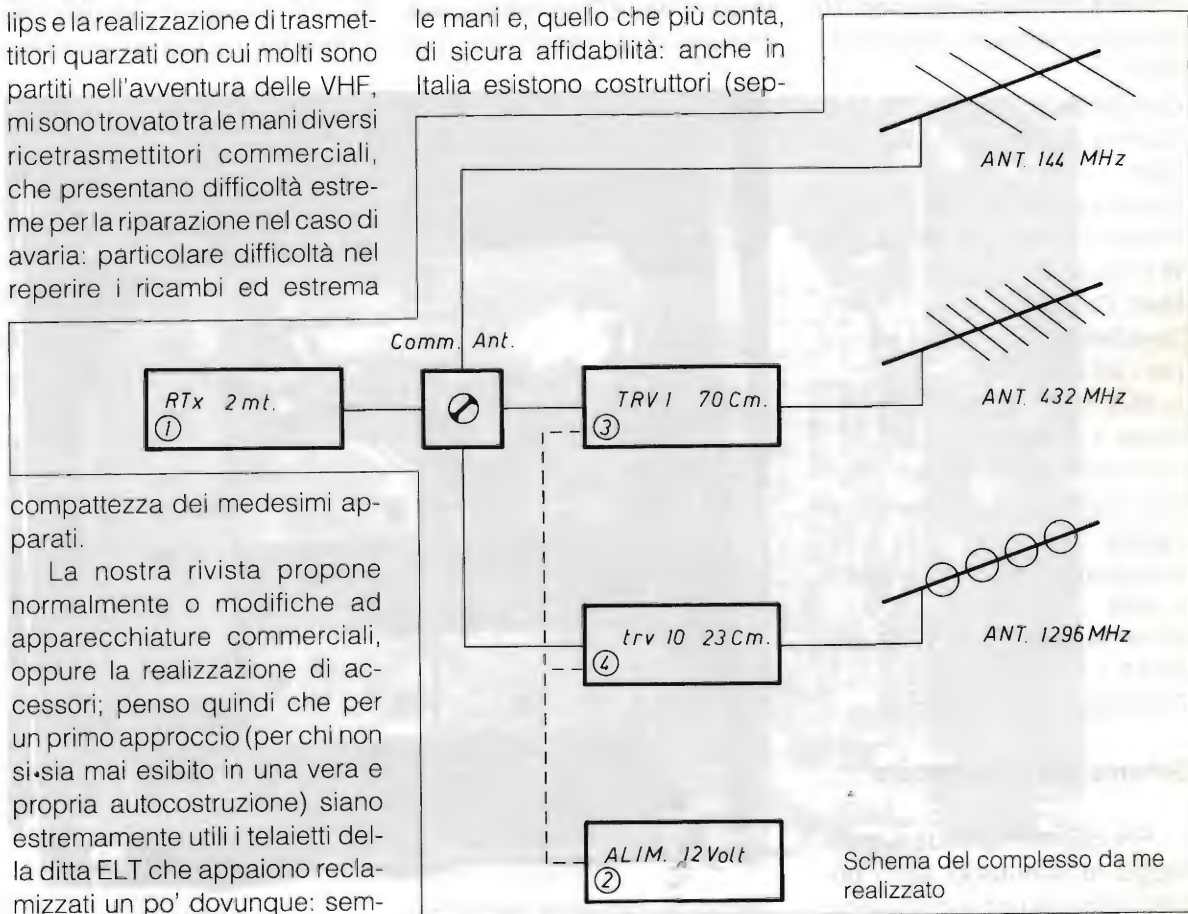 lips e la realizzazione di trasmet-
titori quarzati con cui molti sono
partiti nell'avventura delle VHF,
mi sono trovato tra le mani diversi
ricetrasmettitori commerciali,
che presentano difficoltà estre-
me per la riparazione nel caso di
avaria: particolare difficoltà nel
reperire i ricambi ed estrema
compattezza dei medesimi ap-
parati.
La nostra rivista propone
normalmente o modifiche ad
apparecchiature commerciali,
oppure la realizzazione di ac-
cessori; penso quindi che per
un primo approccio (per chi non
si sia mai esibito in una vera e
propria autocostruzione) siano
estremamente utili i telaietti del-
la ditta ELT che appaiono recla-
mizzati un po' dovunque: sem-
le mani e, quello che più conta,
di sicura affidabilità: anche in
Italia esistono costruttori (sep-
ANT. 144 MHz
Comm. Ant.
RTx 2 mt.
1
TRV 1 70 Cm.
3
ANT. 432 MHz
trv 10 23 Cm.
4
ANT. 1296 MHz
ALIM. 12 Volt
2
Schema del complesso da me
realizzato